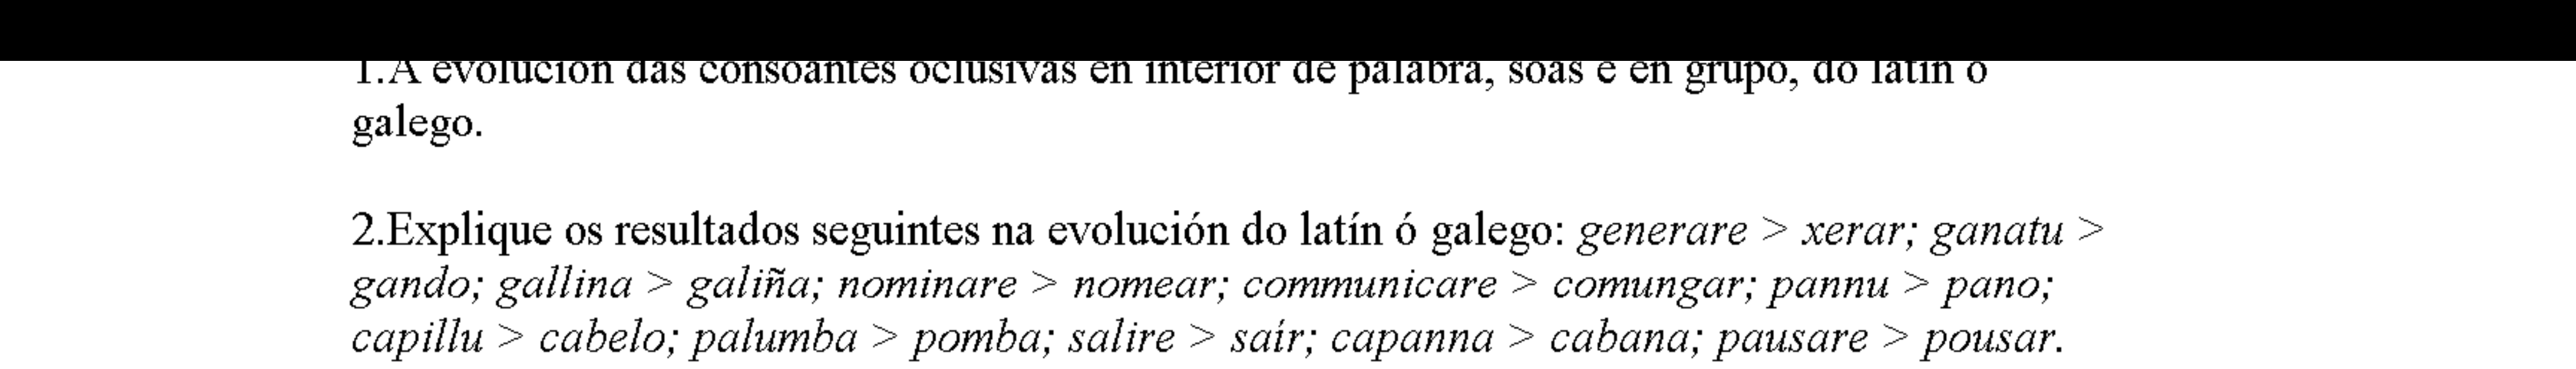 1.A evolución das consoantes oclusivas en interior de palabra, soas e en grupo, do latín ó
galego.
2.Explique os resultados seguintes na evolución do latín ó galego: generare > xerar; ganatu >
gando; gallina > galiña; nominare > nomear; communicare > comungar; pannu > pano;
capillu > cabelo; palumba > pomba; salire > saír; capanna > cabana; pausare > pousar.